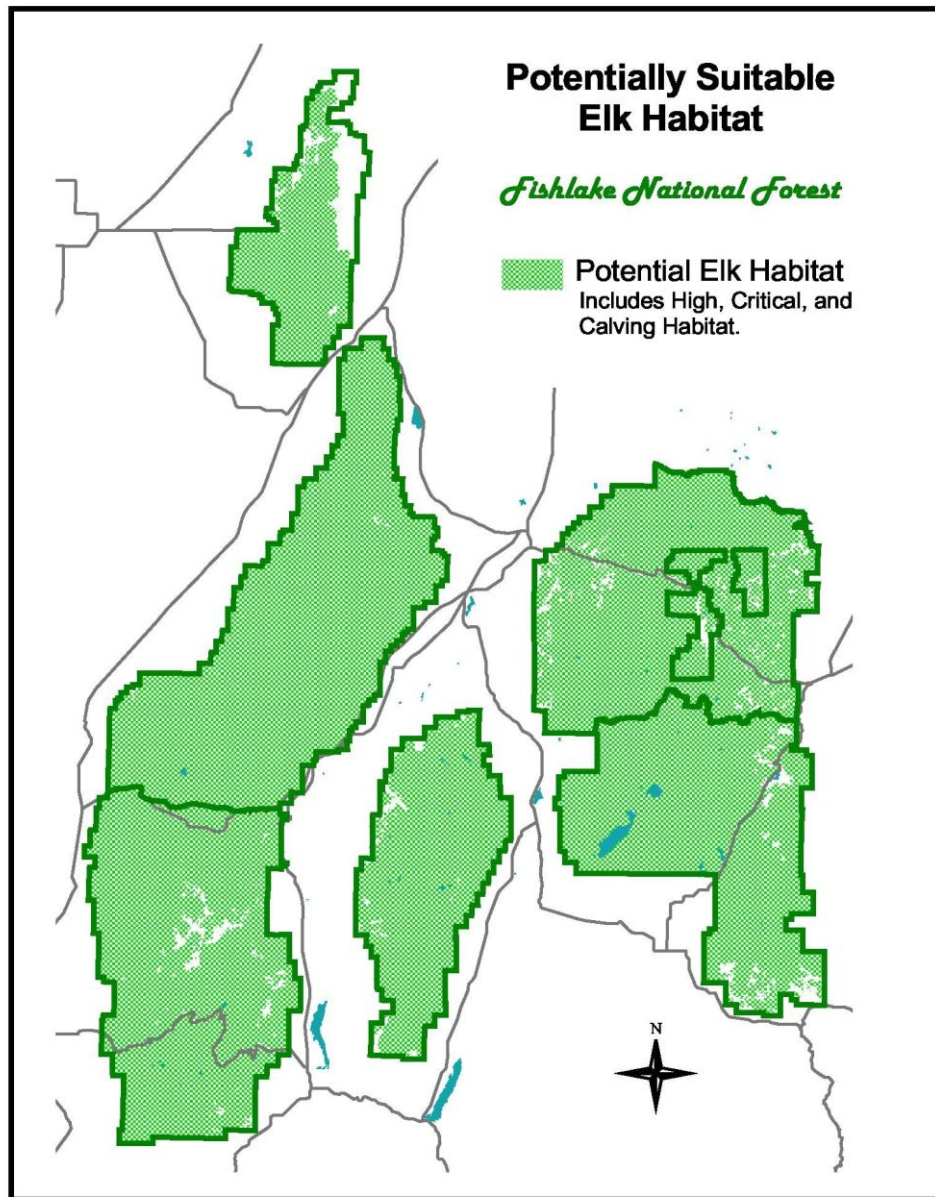 Potentially Suitable
Elk Habitat
Fishlake National Forest
Potential Elk Habitat
Includes High, Critical, and
Calving Habitat.
N